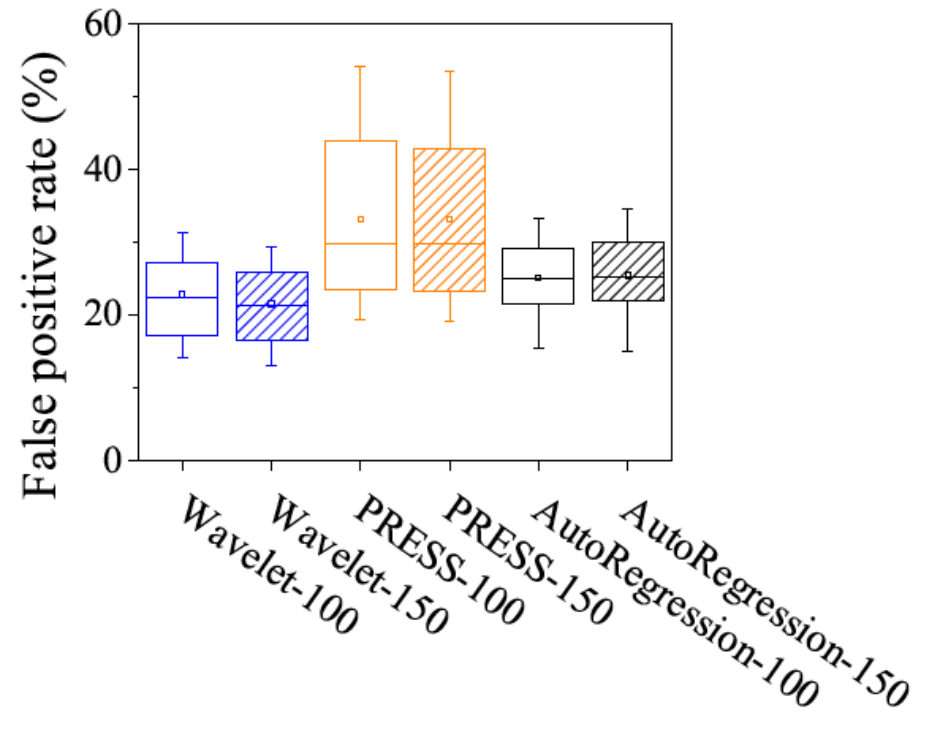 False positive rate (%)
60
40
20
0
Wavelet-100
Wavelet-150
PRESS-100
PRESS-150
AutoRegression-100
AutoRegression-150